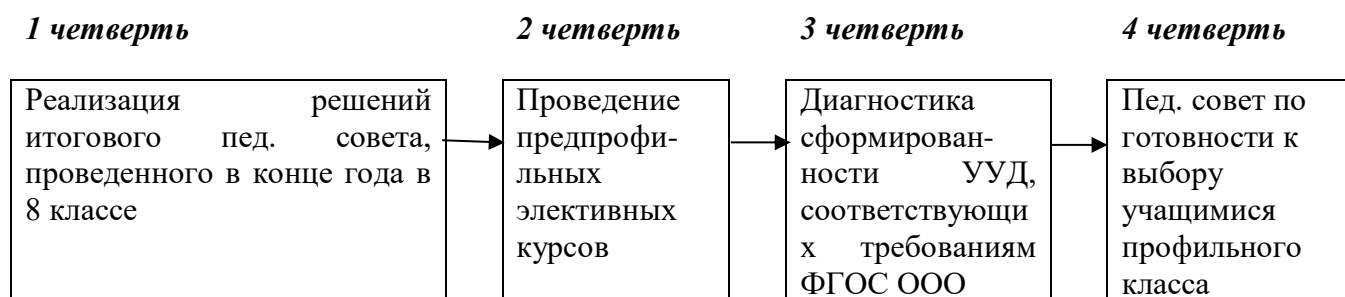 1 четверть
2 четверть
3 четверть
4 четверть
Реализация решений
итогового пед. совета,
проведенного в конце года в
8 классе
Проведение
предпрофи-
льных
элективных
курсов
Диагностика
сформирован-
ности УУД,
соответствующи
х требованиям
ФГОС ООО
Пед. совет по
готовности к
выбору
учащимися
профильного
класса